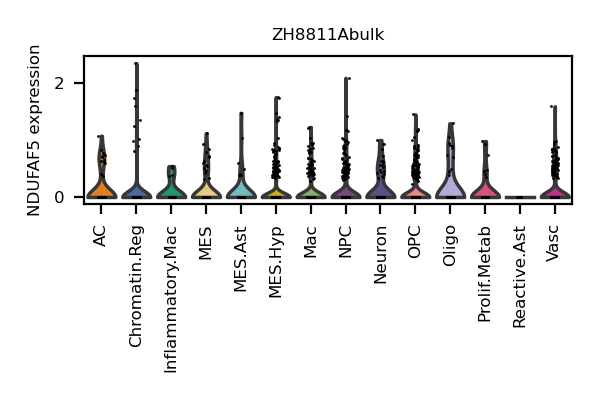 ZH8811Abulk
NDUFAF5 expression
2
0
AC
Chromatin.Reg
Inflammatory.Mac
MES
MES.Ast
MES.Hyp
Mac
NPC
Neuron
OPC
Oligo
Prolif.Metab
Reactive.Ast
Vasc